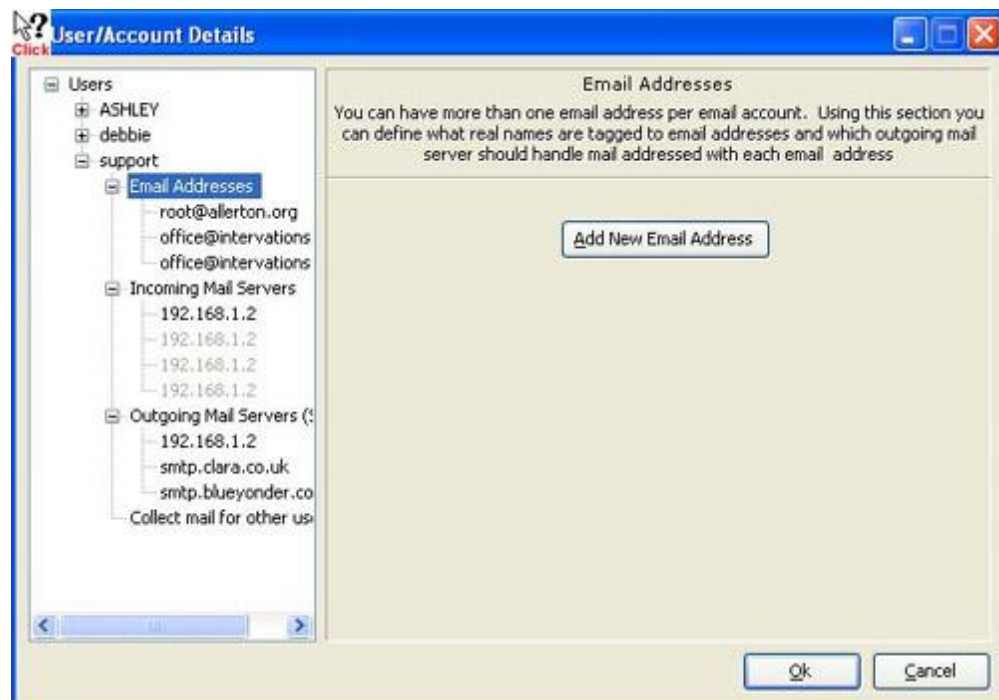 Click
User/Account Details
Users
ASHLEY
debbie
support
Email Addresses
root@allerton.org
office@intervations
office@intervations
Incoming Mail Servers
192.168.1.2
192.168.1.2
192.168.1.2
192.168.1.2
Outgoing Mail Servers (S
192.168.1.2
smtp.clara.co.uk
smtp.blueyonder.co
Collect mail for other us
Email Addresses
You can have more than one email address per email account. Using this section you
can define what real names are tagged to email addresses and which outgoing mail
server should handle mail addressed with each email address
Add New Email Address
Ok
Cancel